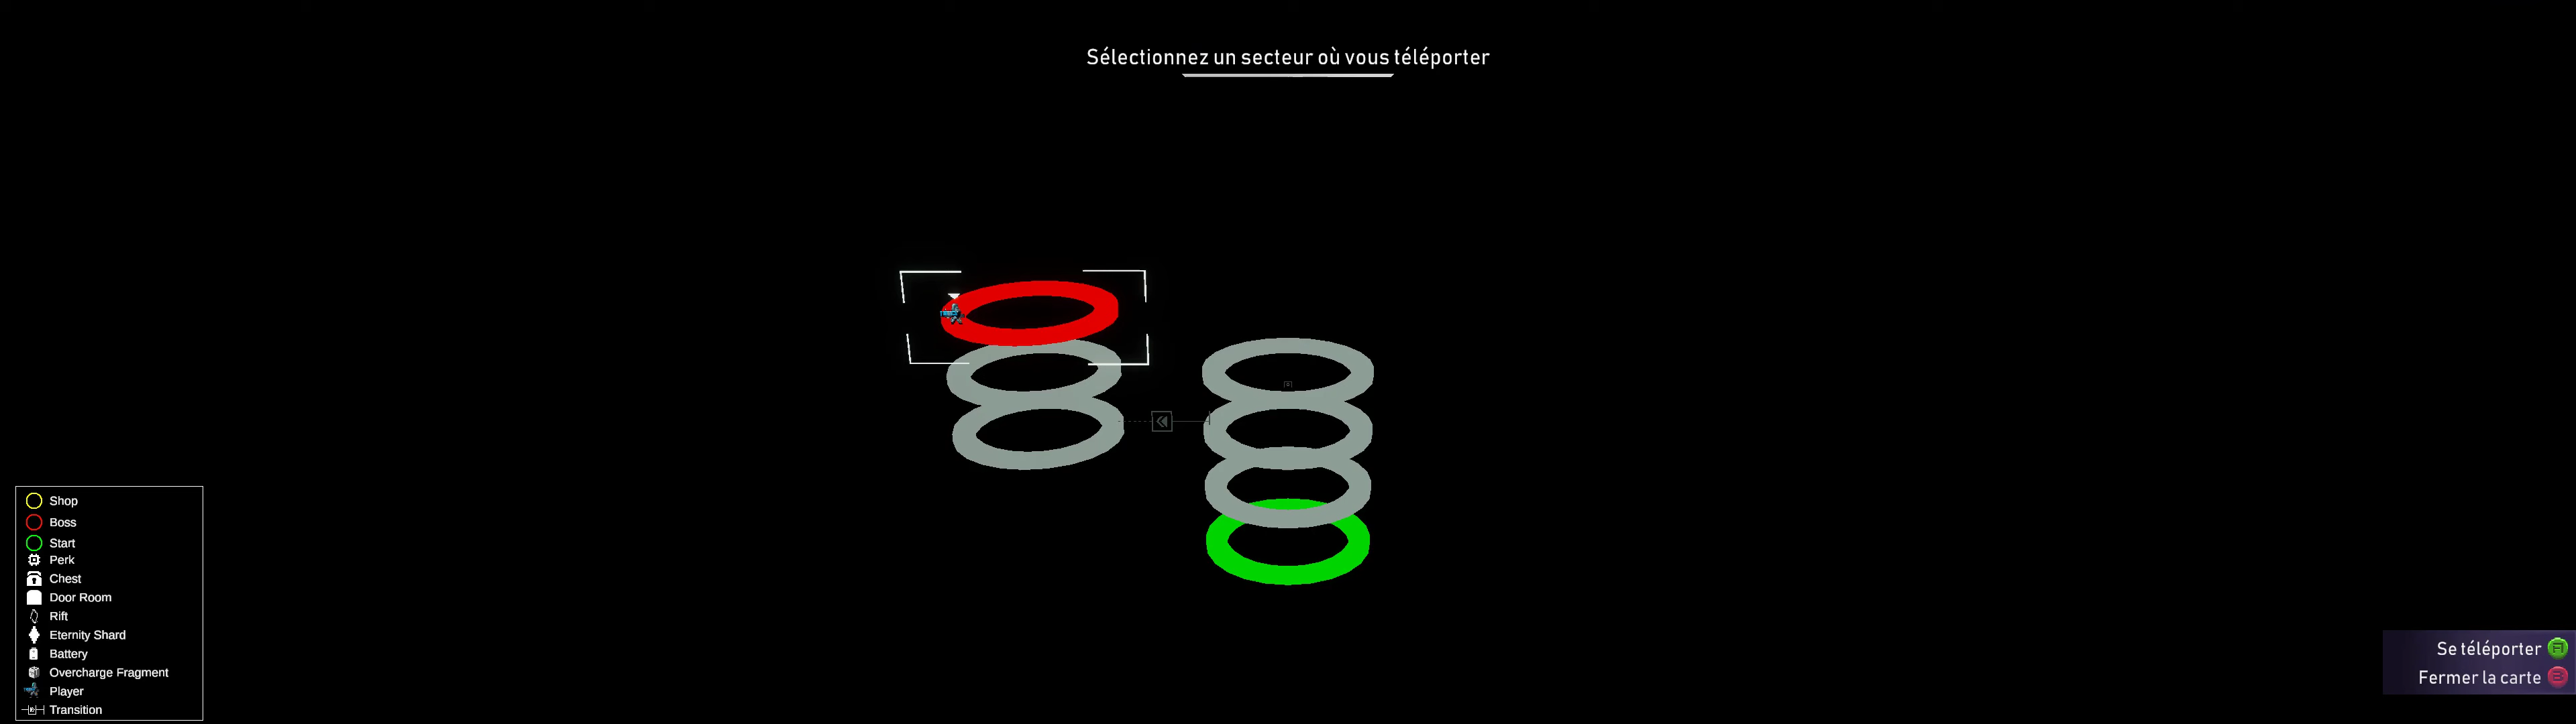 Sélectionnez un secteur où vous téléporter
Shop
Boss
Start
Perk
Chest
Door Room
Rift
Eternity Shard
Battery
Overcharge Fragment
Player
Transition
Se téléporter
Fermer la carte